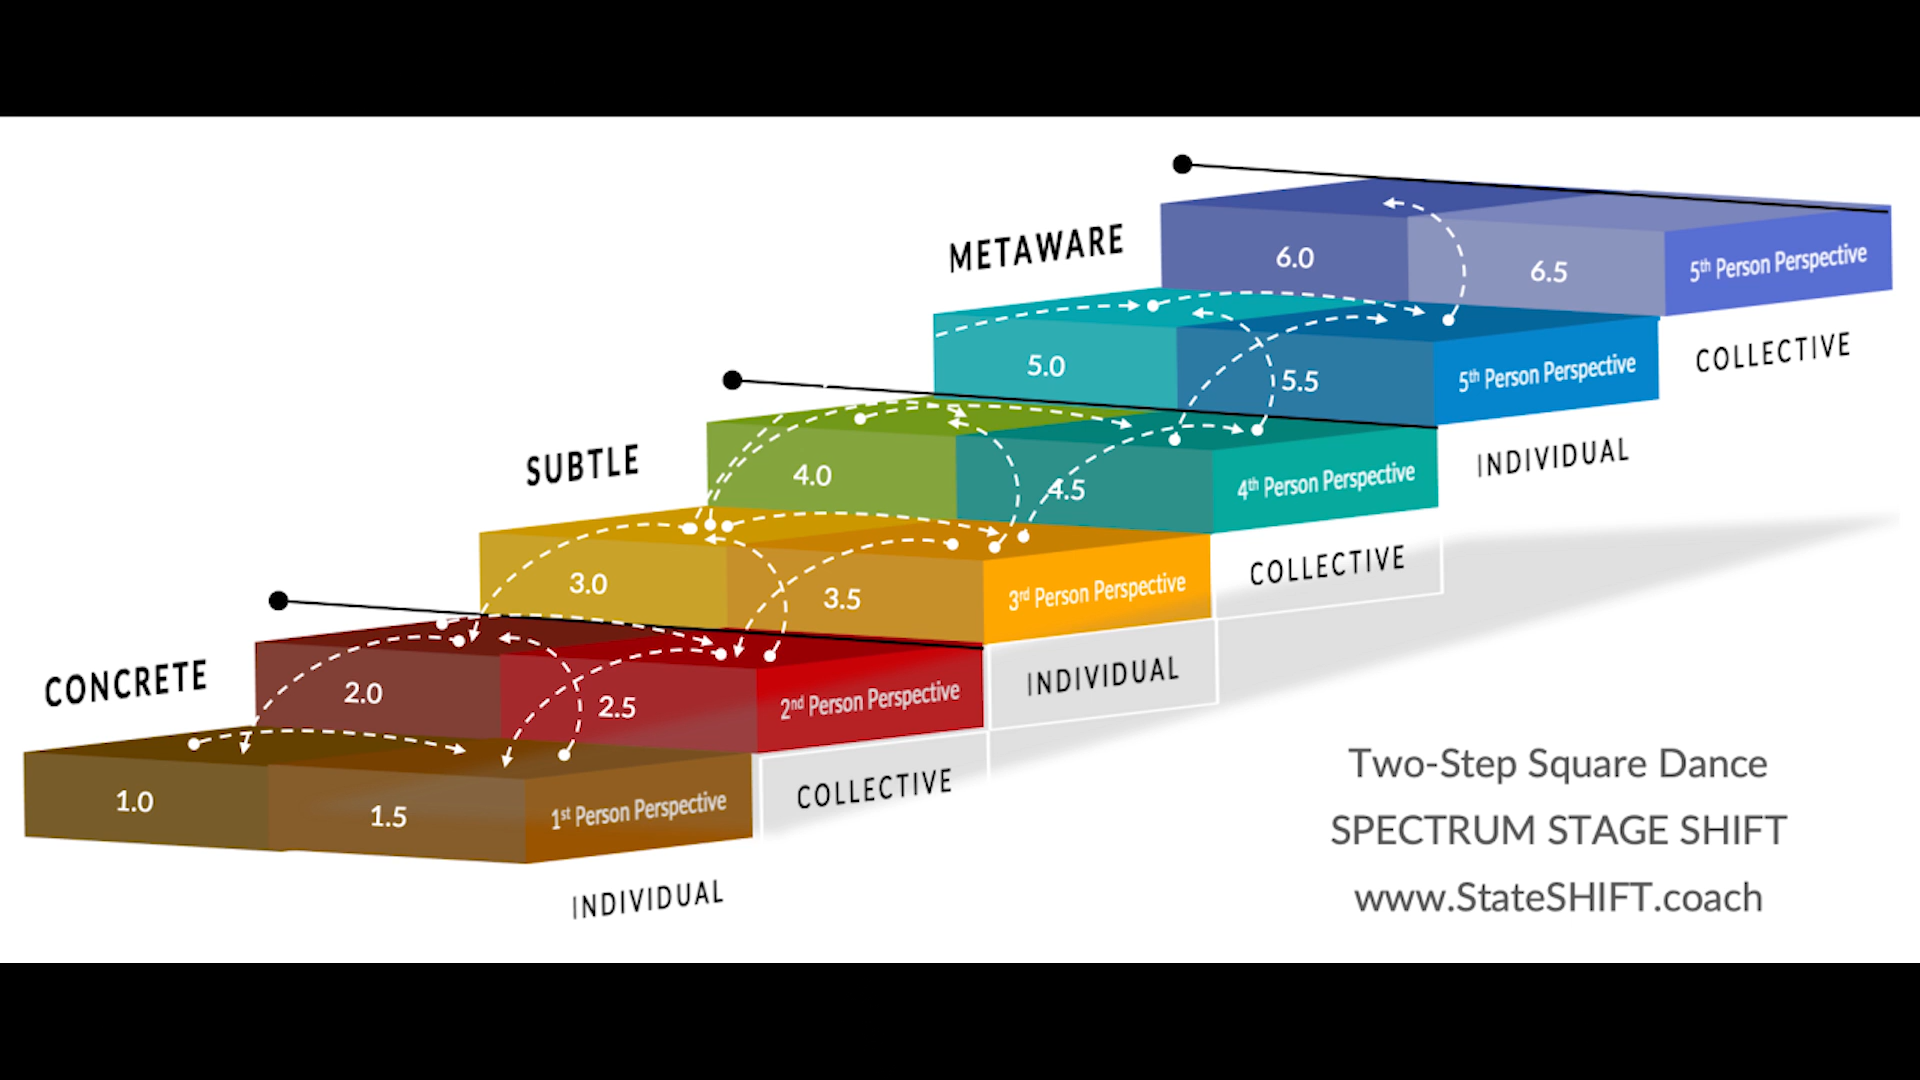 METAWARE
6.0
6.5
5th Person Perspective
COLLECTIVE
5.0
5.5
5th Person Perspective
INDIVIDUAL
SUBTLE
4.0
4.5
4th Person Perspective
COLLECTIVE
3.0
3.5
3rd Person Perspective
INDIVIDUAL
CONCRETE
2.0
2.5
2nd Person Perspective
COLLECTIVE
1.0
1.5
1st Person Perspective
INDIVIDUAL
Two-Step Square Dance
SPECTRUM STAGE SHIFT
www.StateSHIFT.coach